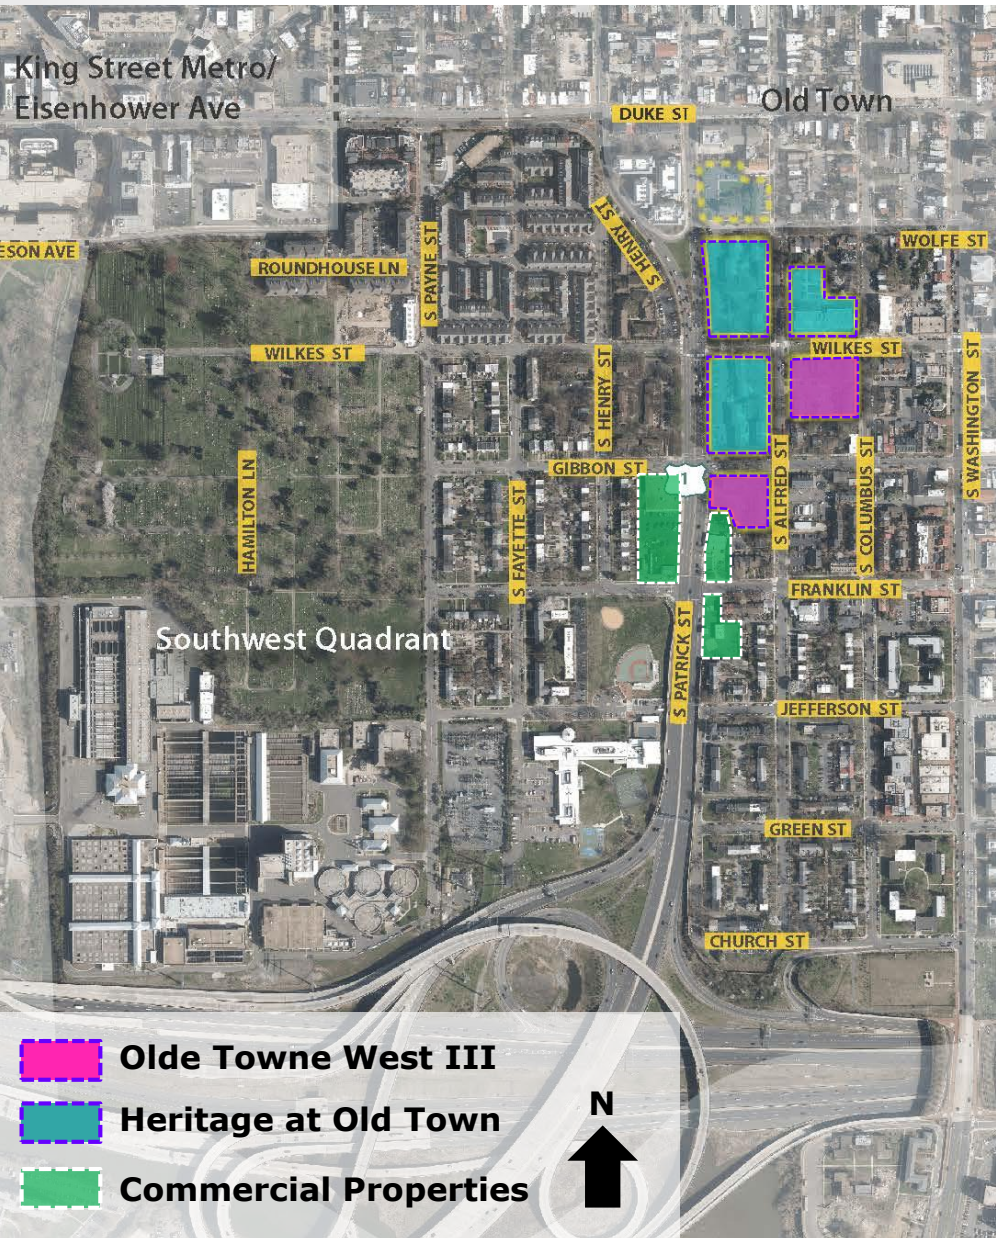 King Street Metro/
Eisenhower Ave
DUKE ST
Old Town
S HENRY ST
S PAYNE ST
WOLFE ST
ESON AVE
ROUNDHOUSE LN
WILKES ST
WILKES ST
S HENRY ST
S WASHINGTON ST
GIBBON ST
1
S ALFRED ST
S COLUMBUS ST
HAMILTON LN
S FAYETTE ST
FRANKLIN ST
Southwest Quadrant
S PATRICK ST
JEFFERSON ST
GREEN ST
CHURCH ST
Olde Towne West III
Heritage at Old Town
Commercial Properties
N